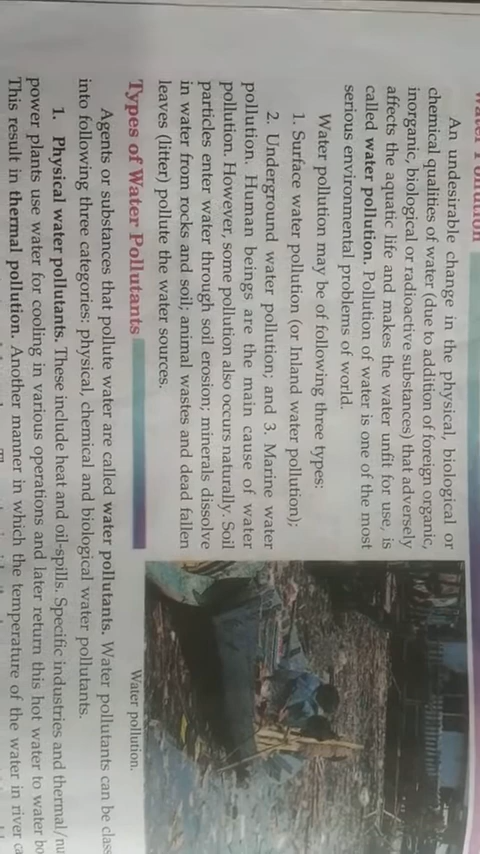 Water Pollution
An undesirable change in the physical, biological or
chemical qualities of water (due to addition of foreign organic,
inorganic, biological or radioactive substances) that adversely
affects the aquatic life and makes the water unfit for use, is
called water pollution. Pollution of water is one of the most
serious environmental problems of world.
Water pollution may be of following three types:
1. Surface water pollution (or Inland water pollution);
2. Underground water pollution; and 3. Marine water
pollution. Human beings are the main cause of water
pollution. However, some pollution also occurs naturally. Soil
particles enter water through soil erosion; minerals dissolve
in water from rocks and soil; animal wastes and dead fallen
leaves (litter) pollute the water sources.
Water pollution.
Types of Water Pollutants
Agents or substances that pollute water are called water pollutants. Water pollutants can be clas
into following three categories: physical, chemical and biological water pollutants.
1. Physical water pollutants. These include heat and oil-spills. Specific industries and thermal/nu
power plants use water for cooling in various operations and later return this hot water to water bo
This result in thermal pollution. Another manner in which the temperature of the water in river ca